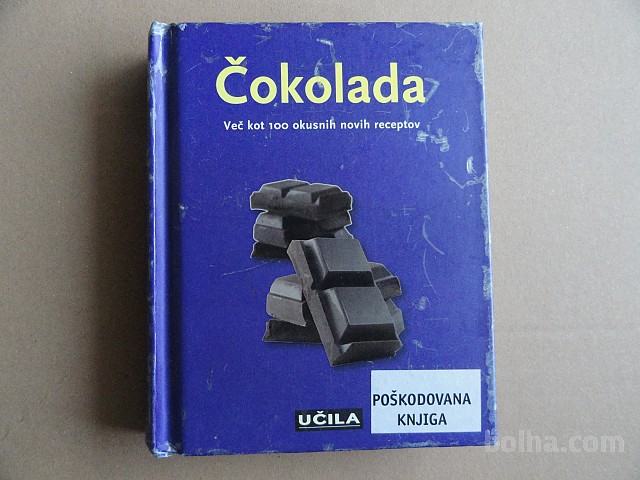 Čokolada
Več kot 100 okusnih novih receptov
UČILA
POŠKODOVANA
KNJIGA
bolha.com